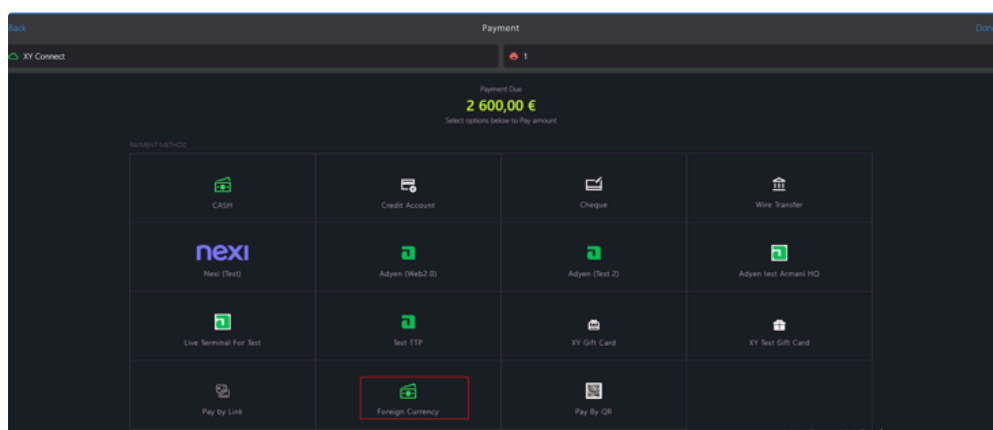 Back
Payment
Don
XY Connect
1
Payment Due
2 600,00 €
Select options below to Pay amount
PAYMENT METHOD
CASH
Credit Account
Cheque
Wire Transfer
nexi
Nexi (Test)
Adyen (Web2.0)
Adyen (Test 2)
Adyen test Armani HQ
Live Terminal For Test
Test TTP
XY Gift Card
XY Test Gift Card
Pay by Link
Foreign Currency
Pay By QR